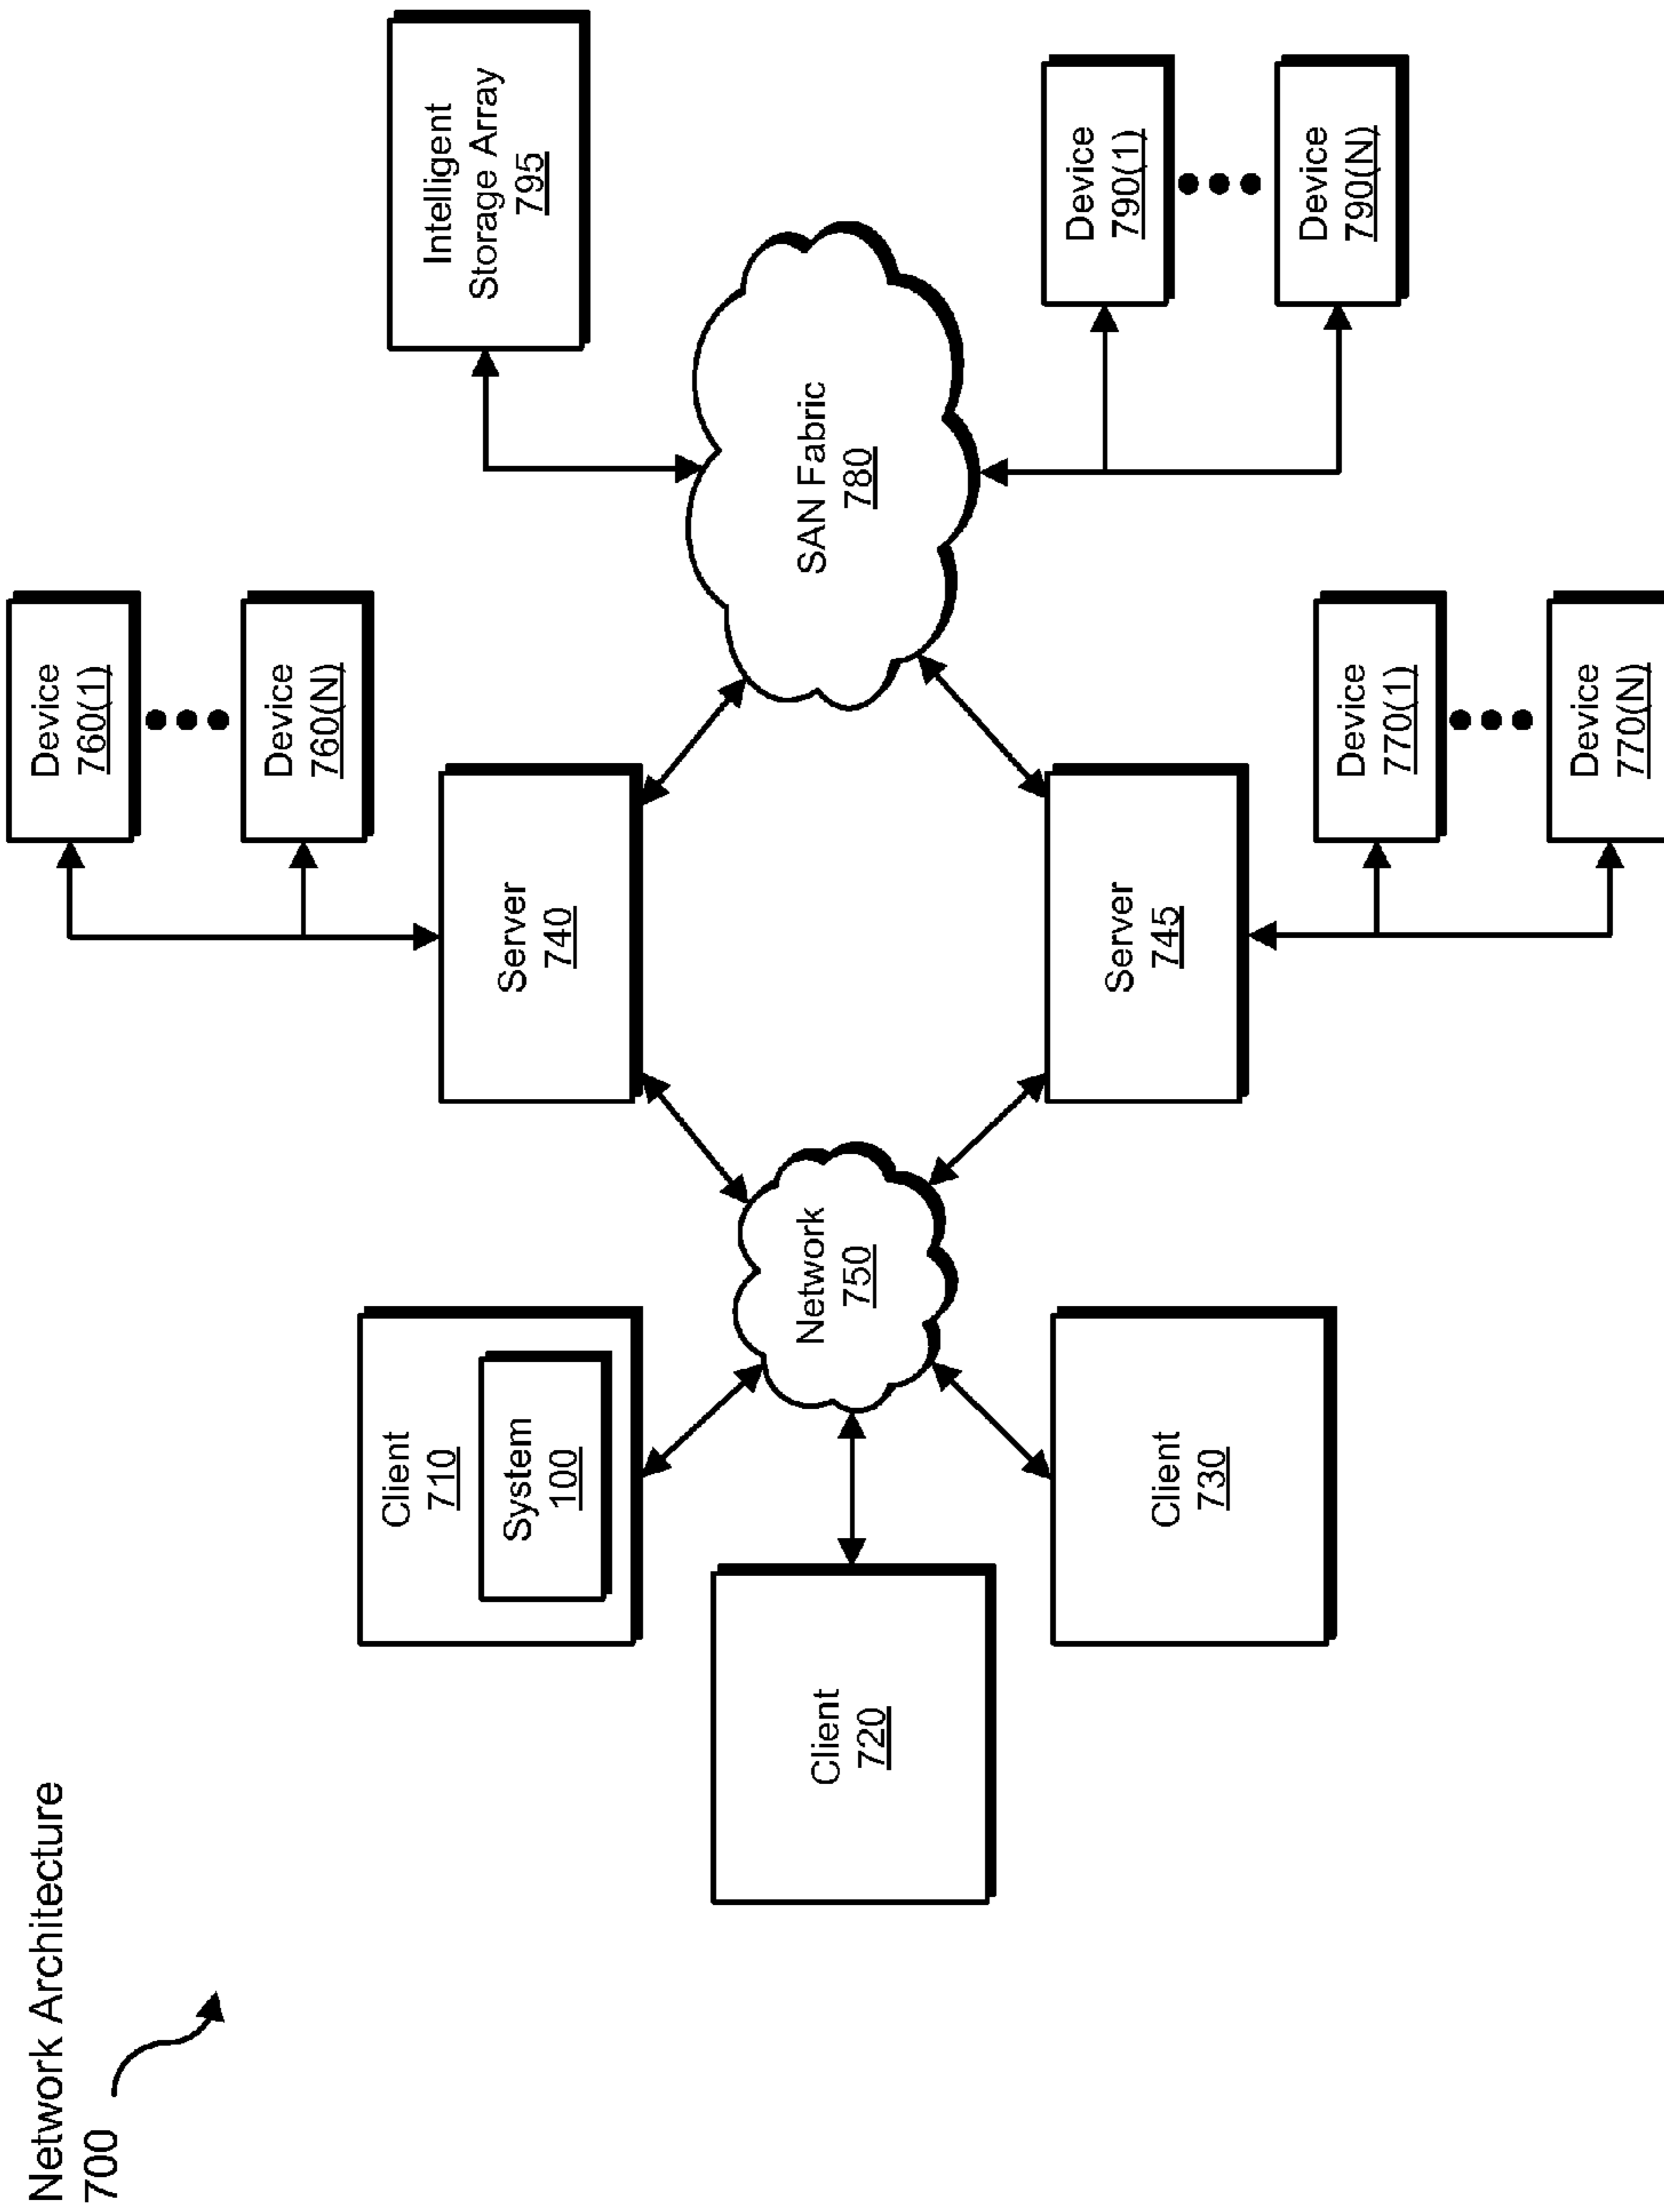 Network Architecture
700
Client
710
System
100
Client
720
Client
730
Network
750
Device
760(1)
Device
760(N)
Server
740
Server
745
Device
770(1)
Device
770(N)
SAN Fabric
780
Intelligent
Storage Array
795
Device
790(1)
Device
790(N)